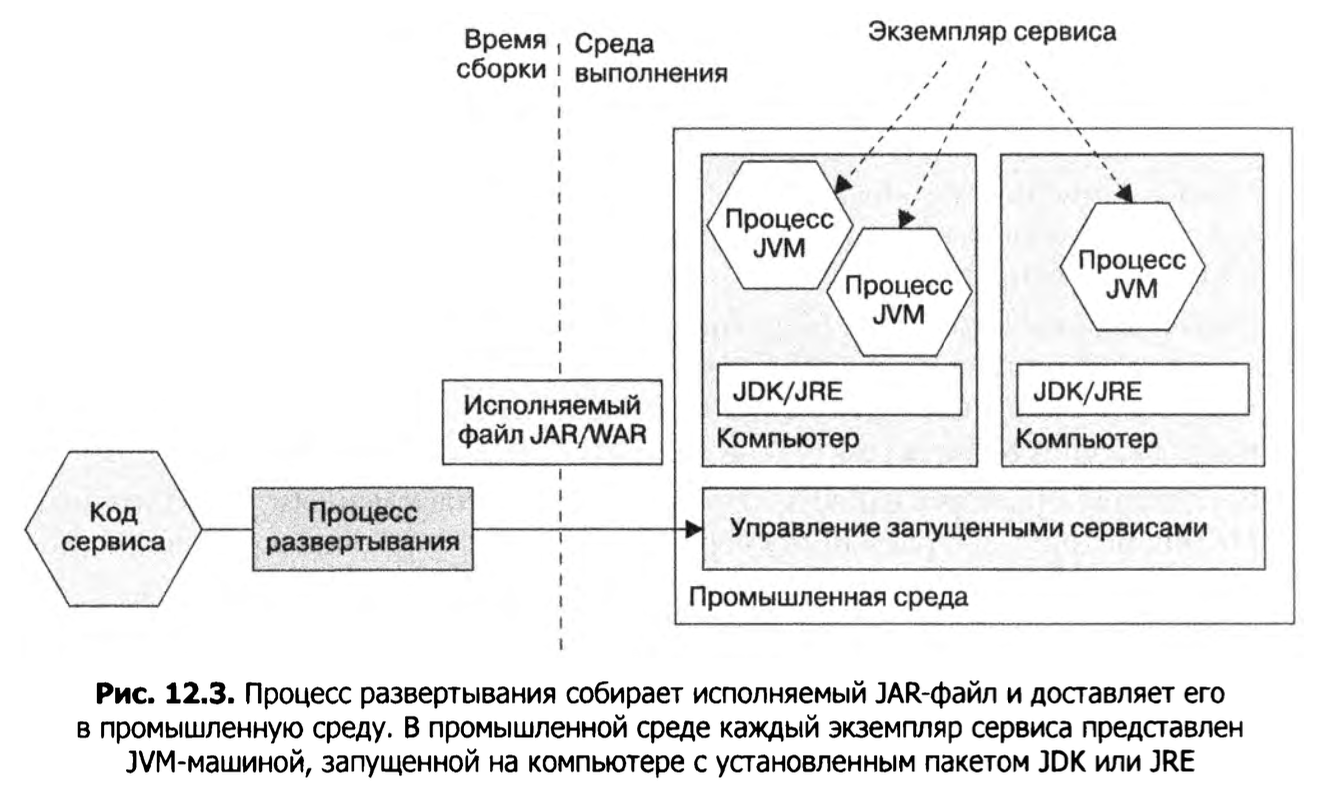 Время
сборки
Среда
выполнения
Экземпляр сервиса
Процесс
JVM
Процесс
JVM
Процесс
JVM
JDK/JRE
Компьютер
JDK/JRE
Компьютер
Исполняемый
файл JAR/WAR
Код
сервиса
Процесс
развертывания
Управление запущенными сервисами
Промышленная среда
Рис. 12.3. Процесс развертывания собирает исполняемый JAR-файл и доставляет его
в промышленную среду. В промышленной среде каждый экземпляр сервиса представлен
JVM-машиной, запущенной на компьютере с установленным пакетом JDK или JRE